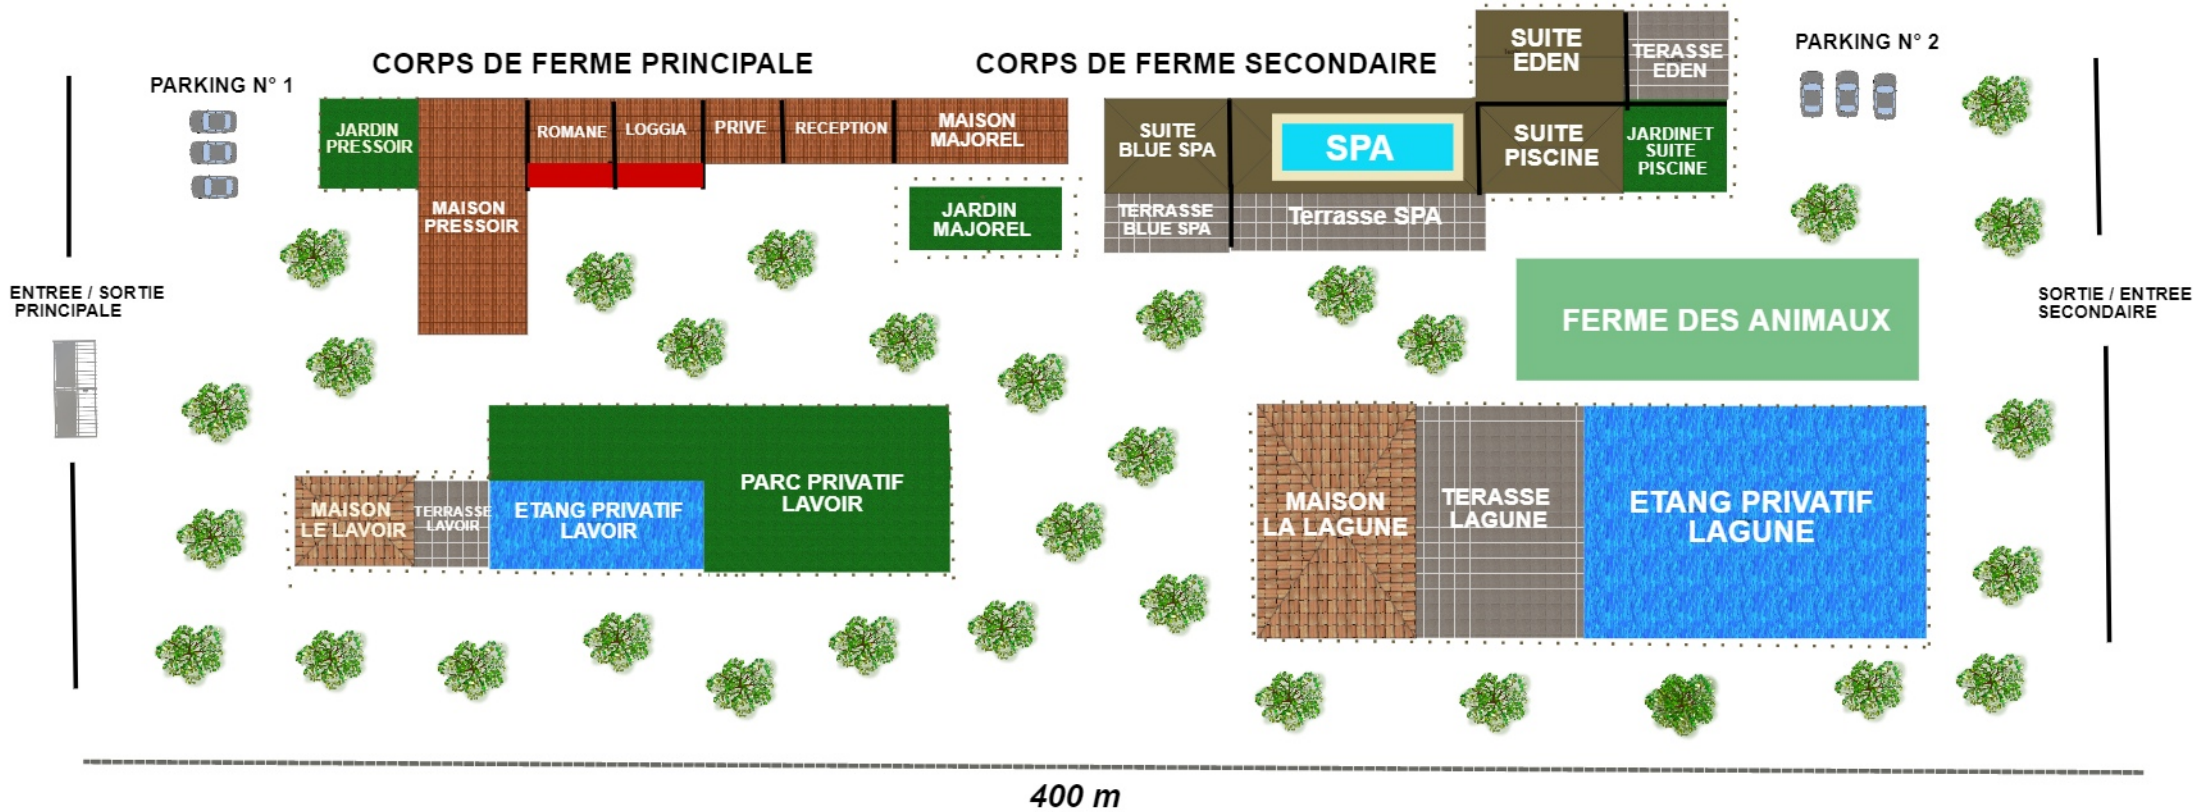 PARKING N° 1
CORPS DE FERME PRINCIPALE
CORPS DE FERME SECONDAIRE
SUITE
EDEN
TERASSE
EDEN
PARKING N° 2
JARDIN
PRESSOIR
ROMANE
LOGGIA
PRIVE
RECEPTION
MAISON
MAJOREL
SUITE
BLUE SPA
SPA
SUITE
PISCINE
JARDINET
SUITE
PISCINE
MAISON
PRESSOIR
JARDIN
MAJOREL
TERRASSE
BLUE SPA
Terrasse SPA
ENTREE / SORTIE
PRINCIPALE
FERME DES ANIMAUX
SORTIE / ENTREE
SECONDAIRE
MAISON
LE LAVOIR
TERRASSE
LAVOIR
ETANG PRIVATIF
LAVOIR
PARC PRIVATIF
LAVOIR
MAISON
LA LAGUNE
TERASSE
LAGUNE
ETANG PRIVATIF
LAGUNE
400 m